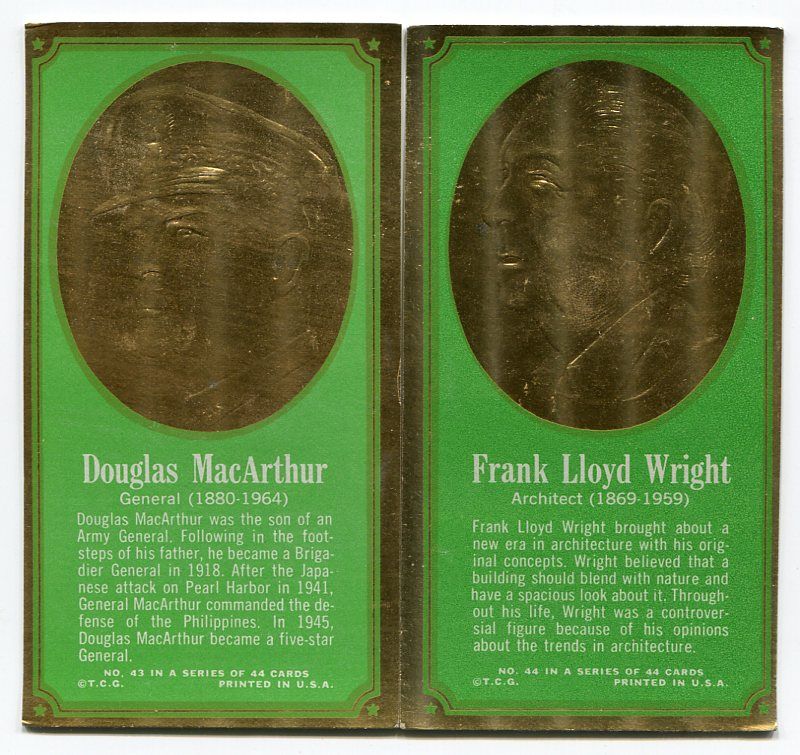 Douglas MacArthur
General (1880-1964)
Douglas MacArthur was the son of an
Army General. Following in the foot-
steps of his father, he became a Briga-
dier General in 1918. After the Japa-
nese attack on Pearl Harbor in 1941,
General MacArthur commanded the de-
fense of the Philippines. In 1945,
Douglas MacArthur became a five-star
General.
NO. 43 IN A SERIES OF 44 CARDS
©T.C.G. PRINTED IN U.S.A.
Frank Lloyd Wright
Architect (1869-1959)
Frank Lloyd Wright brought about a
new era in architecture with his orig-
inal concepts. Wright believed that a
building should blend with nature and
have a spacious look about it. Through-
out his life, Wright was a controver-
sial figure because of his opinions
about the trends in architecture.
NO. 44 IN A SERIES OF 44 CARDS
©T.C.G. PRINTED IN U.S.A.